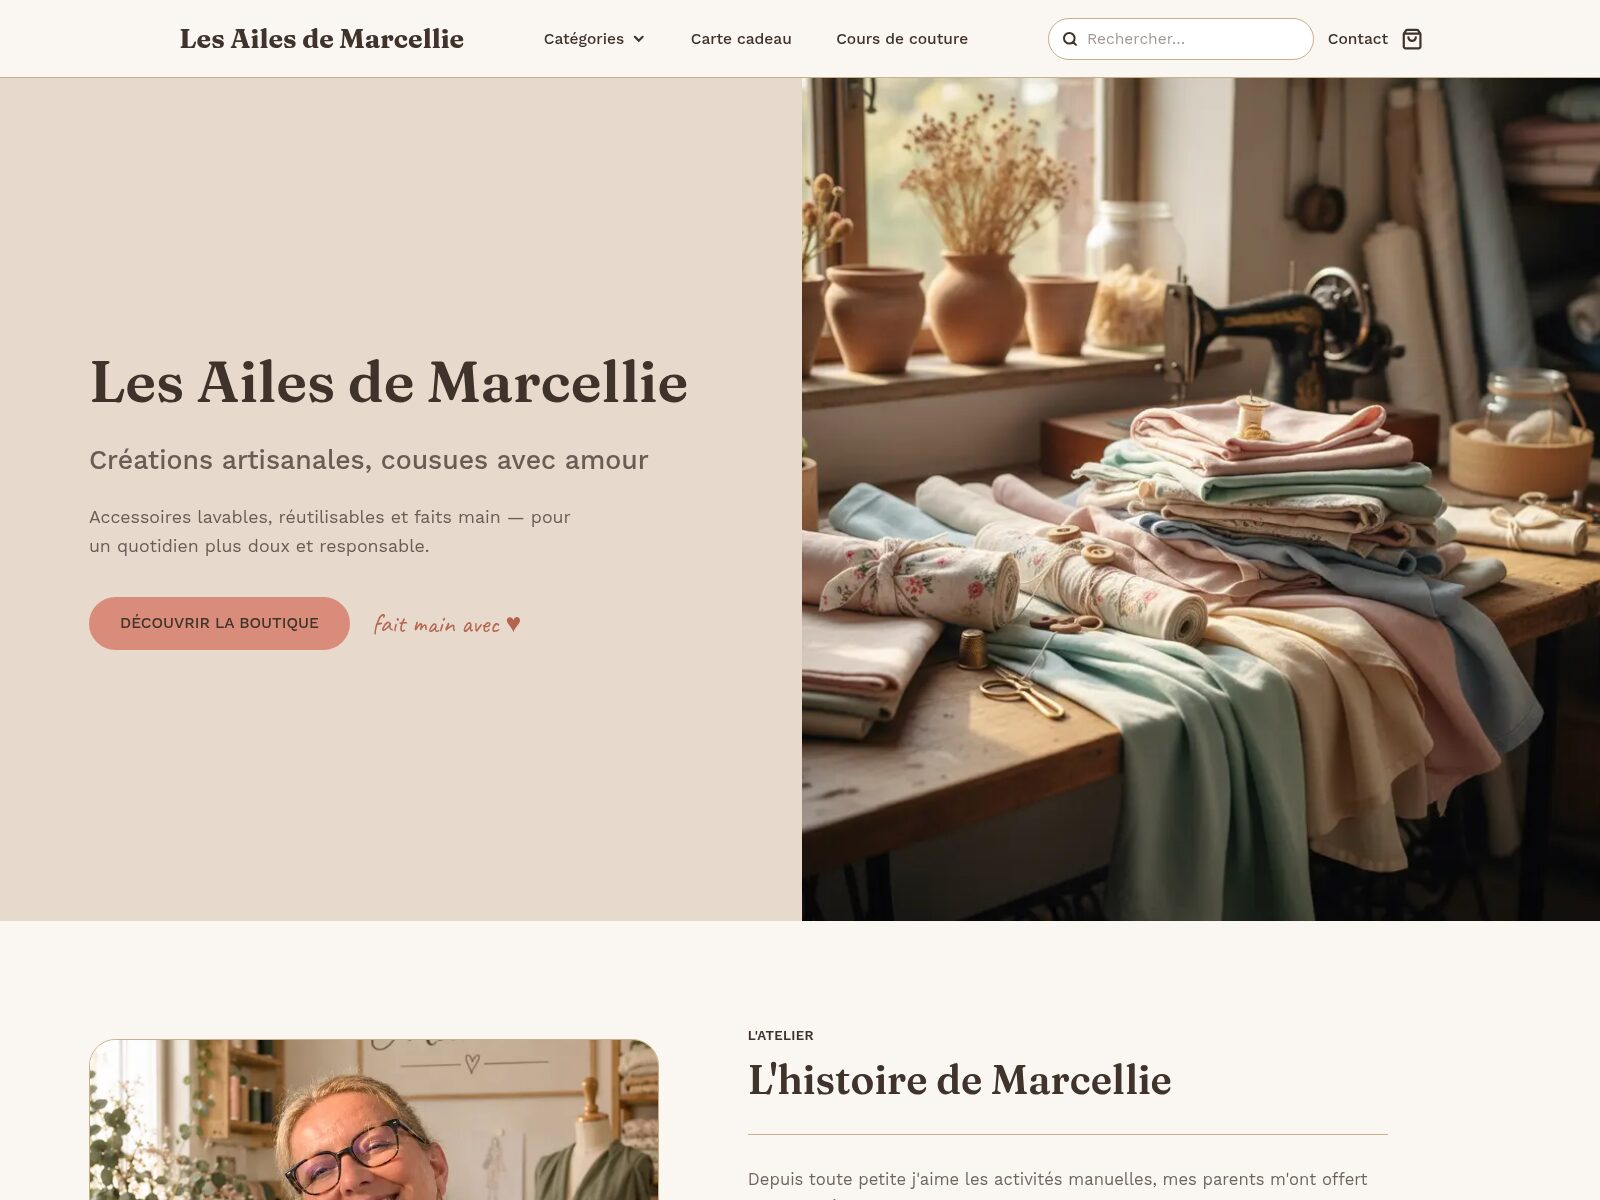 Les Ailes de Marcellie
Catégories
Carte cadeau
Cours de couture
Rechercher...
Contact
Les Ailes de Marcellie
Créations artisanales, cousues avec amour
Accessoires lavables, réutilisables et faits main — pour
un quotidien plus doux et responsable.
DÉCOUVRIR LA BOUTIQUE
fait main avec ♥
L'ATELIER
L'histoire de Marcellie
Depuis toute petite j'aime les activités manuelles, mes parents m'ont offert